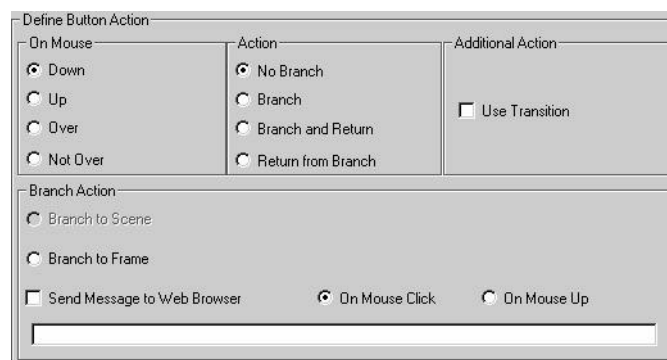 Define Button Action
On Mouse
Down
Up
Over
Not Over
Action
No Branch
Branch
Branch and Return
Return from Branch
Additional Action
Use Transition
Branch Action
Branch to Scene
Branch to Frame
Send Message to Web Browser
On Mouse Click
On Mouse Up